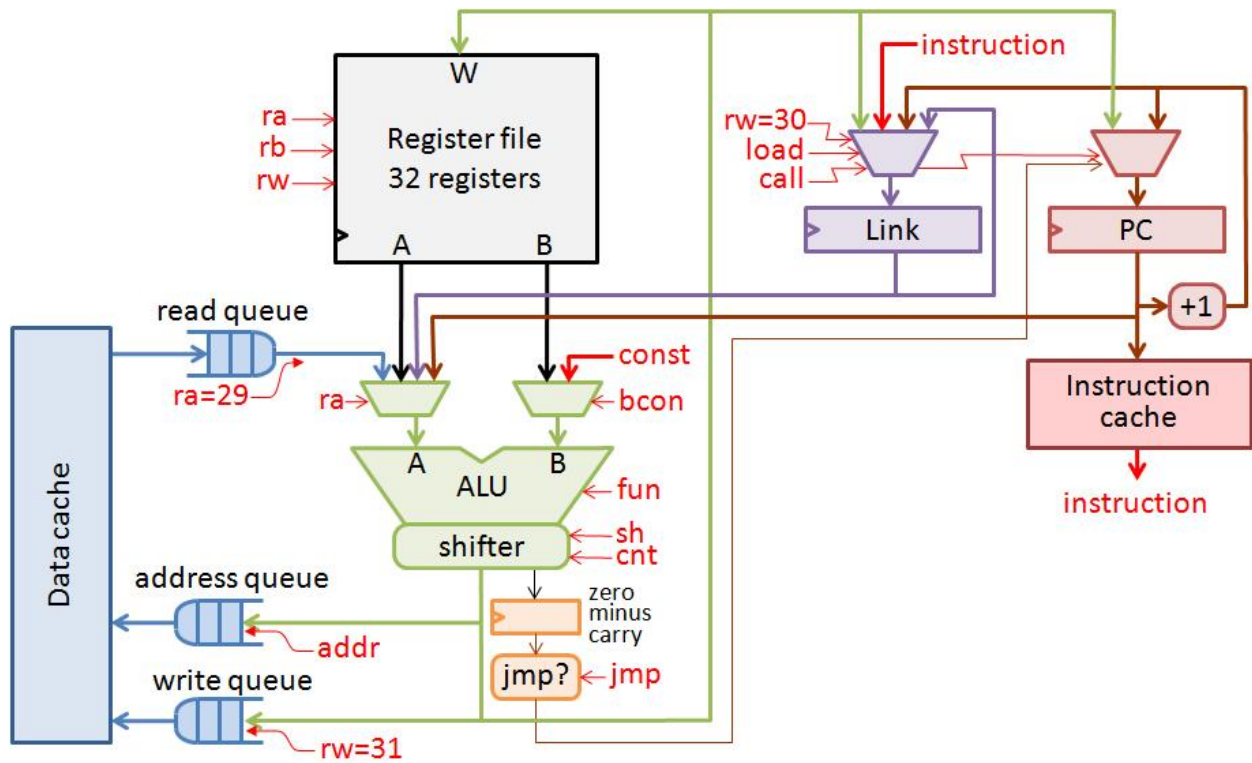 instruction
W
ra
rb
rw
Register file
32 registers
A
B
rw=30
load
call
Link
PC
+1
read queue
ra=29
const
ra
bcon
Instruction
cache
instruction
A
B
ALU
fun
shifter
sh
cnt
Data cache
address queue
addr
zero
minus
carry
jmp?
jmp
write queue
rw=31